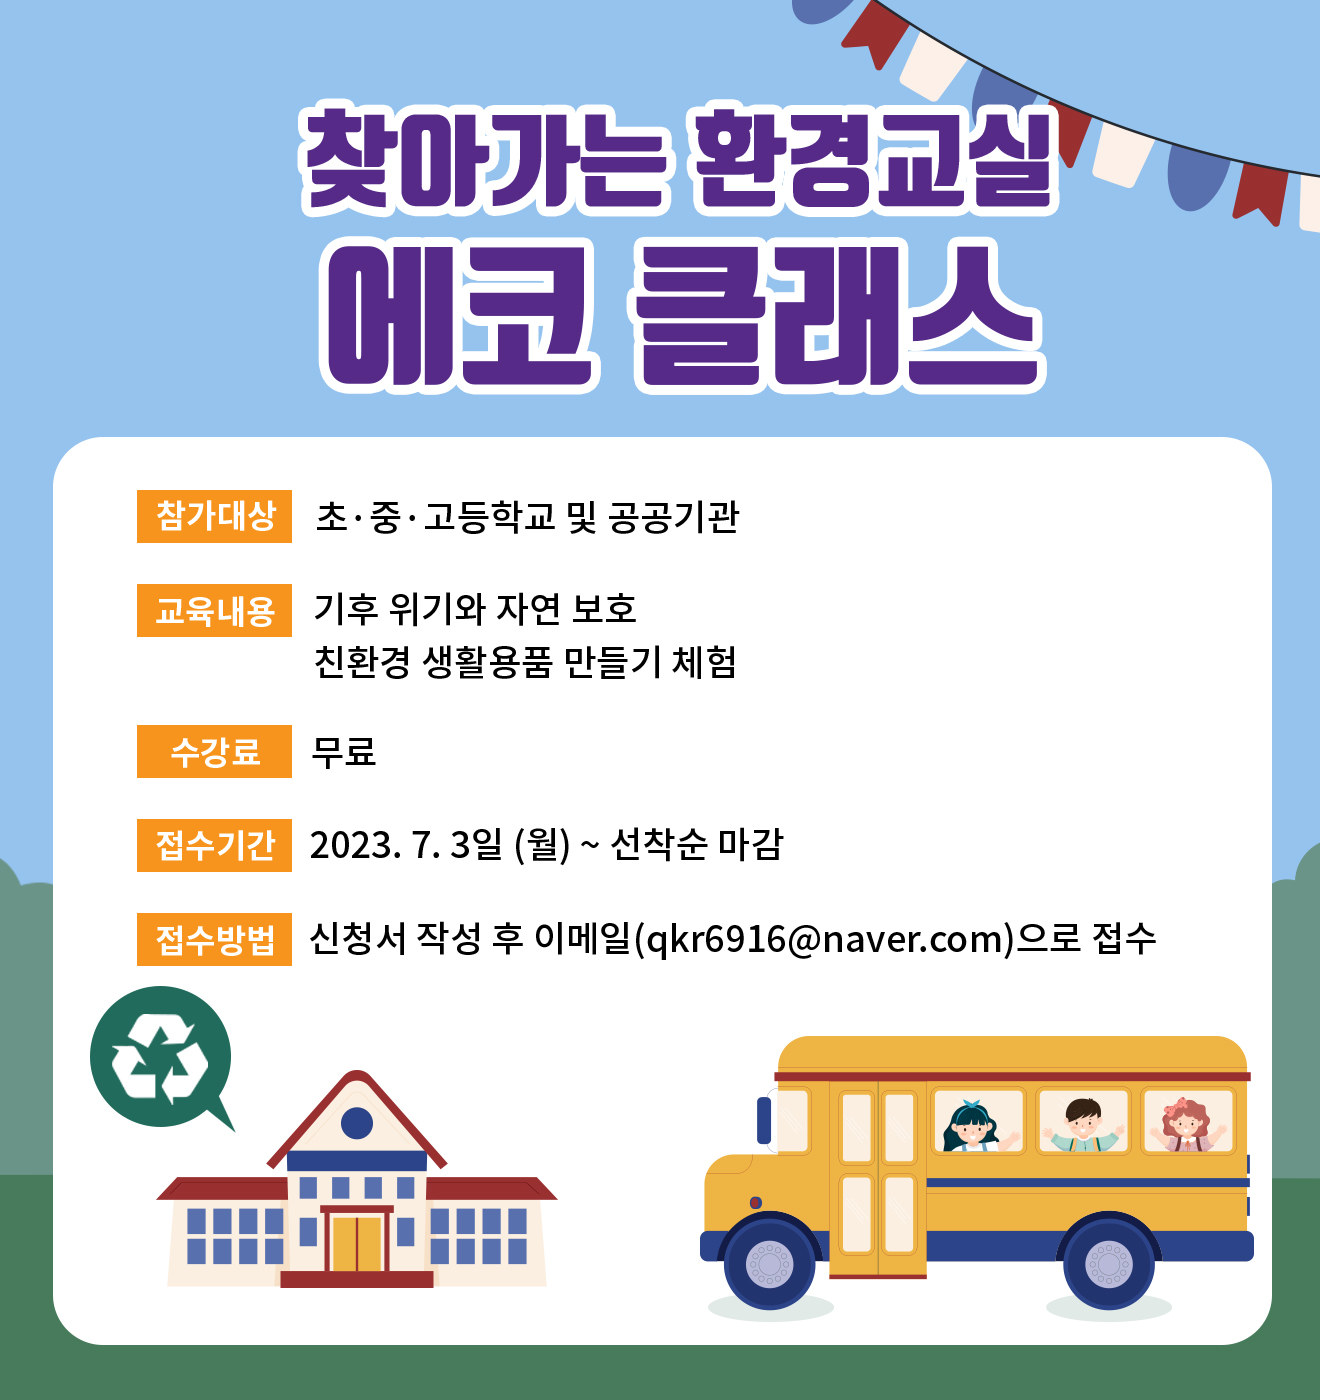 찾아가는 환경교실
에코 클래스
참가대상 초·중·고등학교 및 공공기관
교육내용 기후 위기와 자연 보호
친환경 생활용품 만들기 체험
수강료 무료
접수기간 2023. 7. 3일 (월) ~ 선착순 마감
접수방법 신청서 작성 후 이메일(qkr6916@naver.com)으로 접수